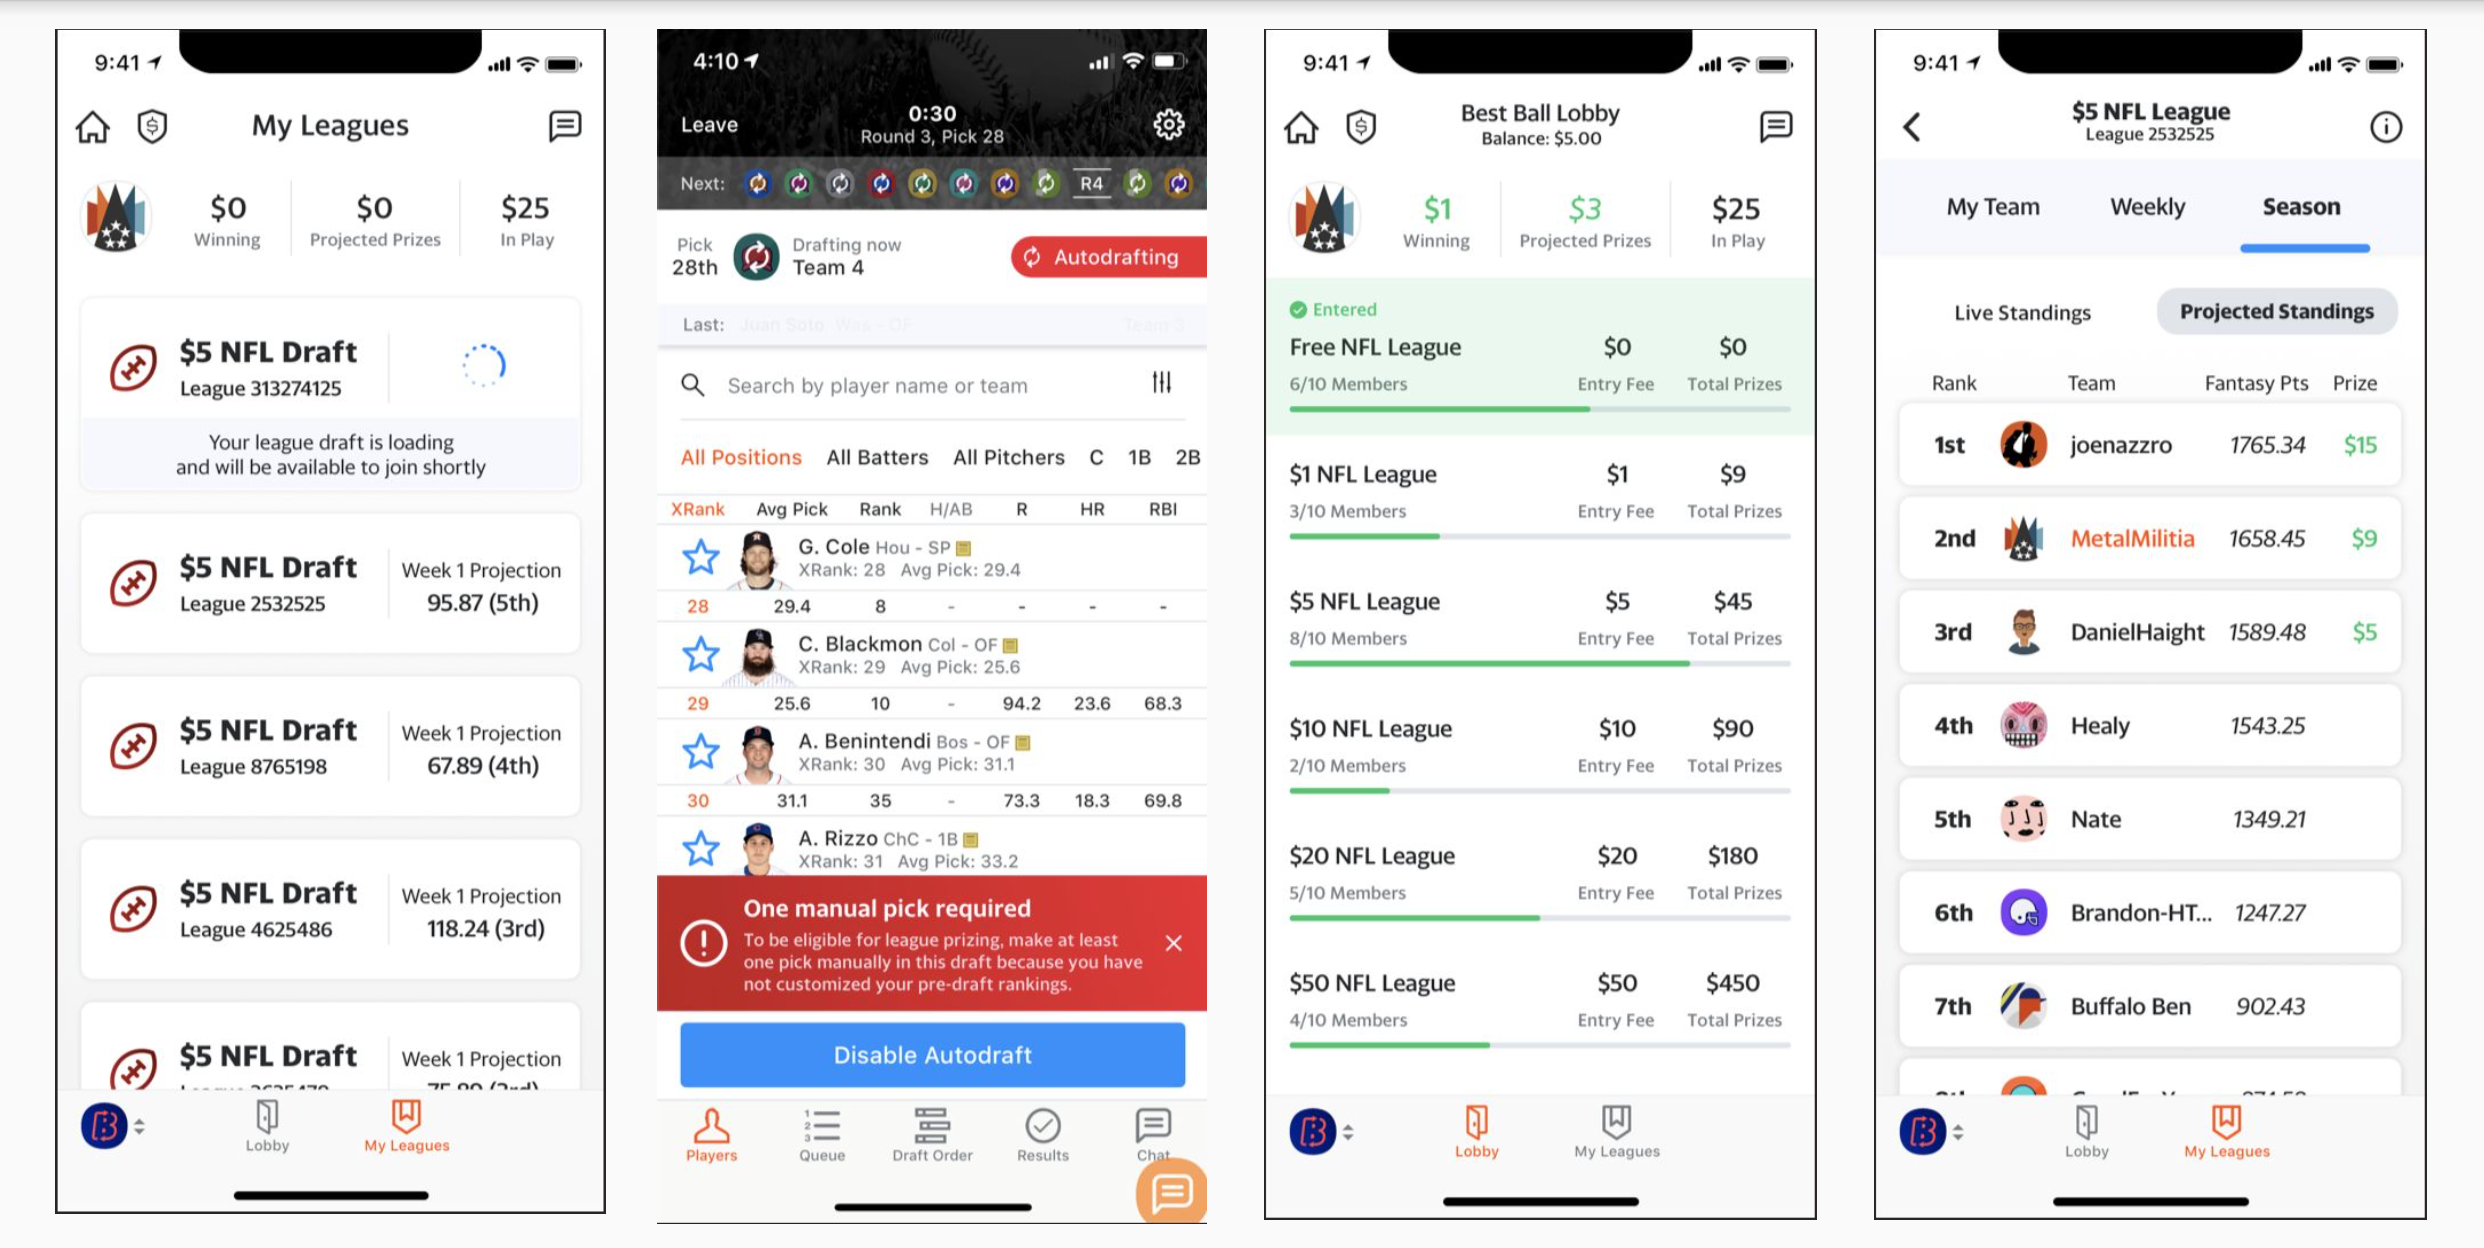 9:41
My Leagues
$0
Winning
$0
Projected Prizes
$25
In Play
$5 NFL Draft
League 313274125
Your league draft is loading
and will be available to join shortly
$5 NFL Draft
League 2532525
Week 1 Projection
95.87 (5th)
$5 NFL Draft
League 8765198
Week 1 Projection
67.89 (4th)
$5 NFL Draft
League 4625486
Week 1 Projection
118.24 (3rd)
$5 NFL Draft
Week 1 Projection
Lobby
My Leagues
4:10
Leave
0:30
Round 3, Pick 28
Next:
R4
Pick
28th
Drafting now
Team 4
Autodrafting
Last: Juan Soto Was - OF Team 3
Search by player name or team
All Positions All Batters All Pitchers C 1B 2B
XRank Avg Pick Rank H/AB R HR RBI
G. Cole Hou - SP
XRank: 28 Avg Pick: 29.4
28 29.4 8 - - - -
C. Blackmon Col - OF
XRank: 29 Avg Pick: 25.6
29 25.6 10 - 94.2 23.6 68.3
A. Benintendi Bos - OF
XRank: 30 Avg Pick: 31.1
30 31.1 35 - 73.3 18.3 69.8
A. Rizzo ChC - 1B
XRank: 31 Avg Pick: 33.2
One manual pick required
To be eligible for league prizing, make at least
one pick manually in this draft because you have
not customized your pre-draft rankings.
Disable Autodraft
Players
Queue
Draft Order
Results
Chat
9:41
Best Ball Lobby
Balance: $5.00
$1
Winning
$3
Projected Prizes
$25
In Play
Entered
Free NFL League $0 $0
6/10 Members Entry Fee Total Prizes
$1 NFL League $1 $9
3/10 Members Entry Fee Total Prizes
$5 NFL League $5 $45
8/10 Members Entry Fee Total Prizes
$10 NFL League $10 $90
2/10 Members Entry Fee Total Prizes
$20 NFL League $20 $180
5/10 Members Entry Fee Total Prizes
$50 NFL League $50 $450
4/10 Members Entry Fee Total Prizes
Lobby
My Leagues
9:41
$5 NFL League
League 2532525
My Team Weekly Season
Live Standings Projected Standings
Rank Team Fantasy Pts Prize
1st joenazzro 1765.34 $15
2nd MetalMilitia 1658.45 $9
3rd DanielHaight 1589.48 $5
4th Healy 1543.25
5th Nate 1349.21
6th Brandon-HT... 1247.27
7th Buffalo Ben 902.43
Lobby
My Leagues